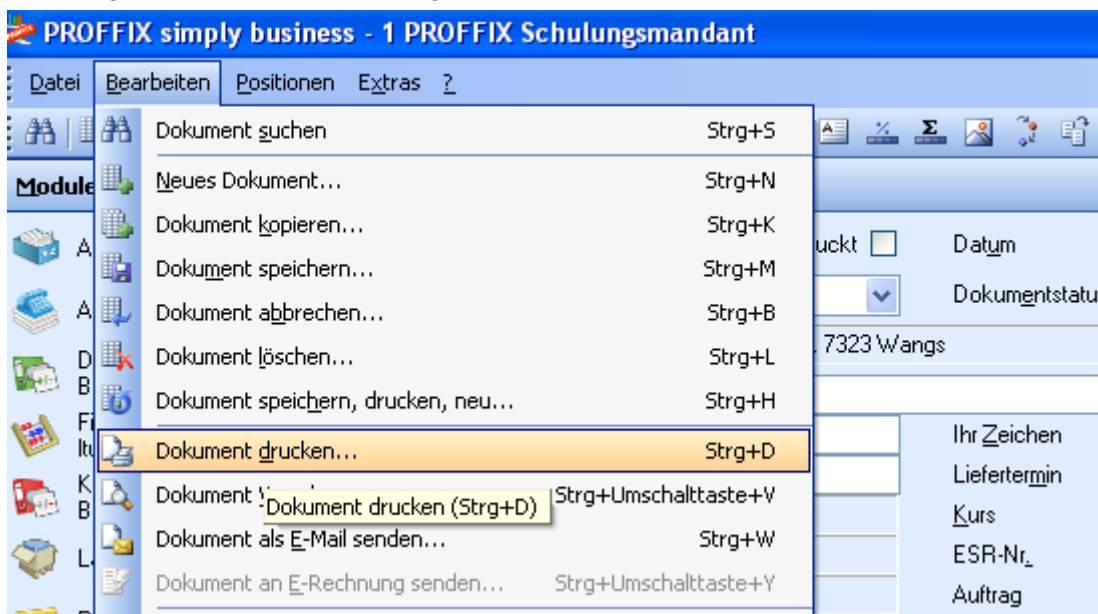 PROFFIX simply business - 1 PROFFIX Schulungsmandant
Datei Bearbeiten Positionen Extras ?
Dokument suchen Strg+S
Module
Neues Dokument... Strg+N
Dokument kopieren... Strg+K
Datum
Dokument speichern... Strg+M
Dokument abbrechen... Strg+B
7323 Wangs
Dokument löschen... Strg+L
Dokument speichern, drucken, neu... Strg+H
Dokument drucken... Strg+D
Ihr Zeichen
Liefertermin
Dokument Strg+Umschalttaste+V
Dokument drucken (Strg+D)
Kurs
Dokument als E-Mail senden... Strg+W
ESR-Nr.
Dokument an E-Rechnung senden... Strg+Umschalttaste+Y
Auftrag